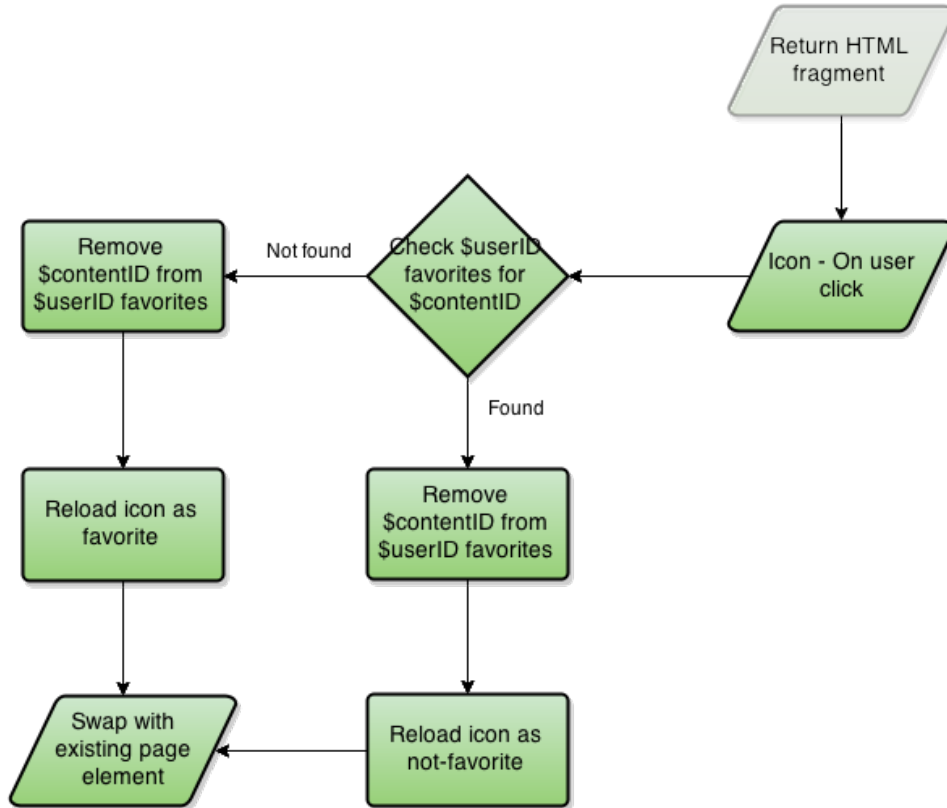 Return HTML
fragment
Icon - On user
click
Check $userID
favorites for
$contentID
Not found
Remove
$contentID from
$userID favorites
Reload icon as
favorite
Found
Remove
$contentID from
$userID favorites
Reload icon as
not-favorite
Swap with
existing page
element